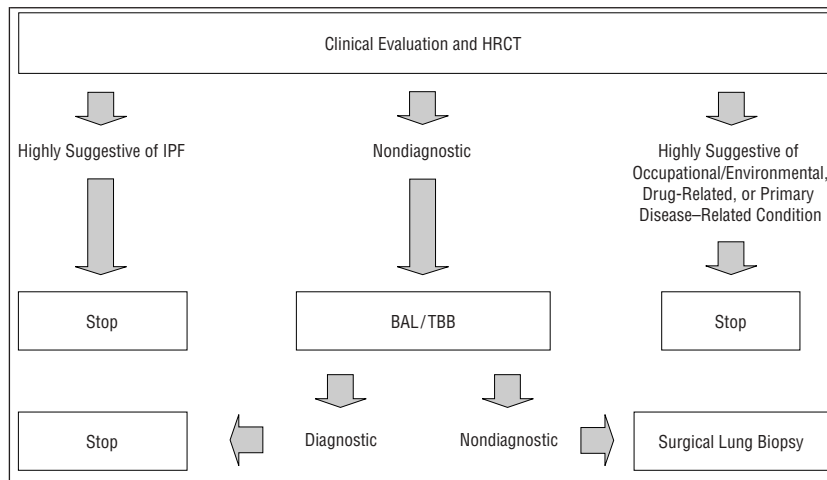 Clinical Evaluation and HRCT
Highly Suggestive of IPF
Nondiagnostic
Highly Suggestive of
Occupational/Environmental,
Drug-Related, or Primary
Disease–Related Condition
Stop
BAL/TBB
Stop
Stop
Diagnostic
Nondiagnostic
Surgical Lung Biopsy